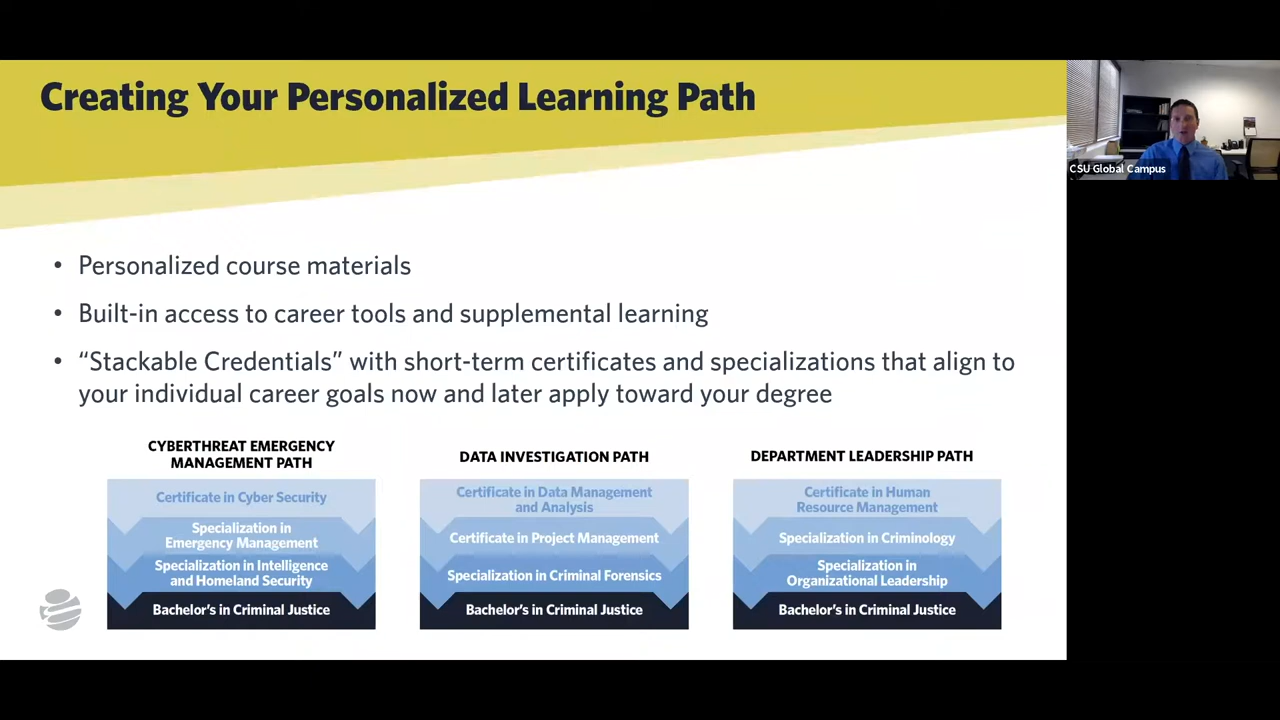 Creating Your Personalized Learning Path
CSU Global Campus
• Personalized course materials
• Built-in access to career tools and supplemental learning
• “Stackable Credentials” with short-term certificates and specializations that align to
your individual career goals now and later apply toward your degree
CYBERTHREAT EMERGENCY
MANAGEMENT PATH
Certificate in Cyber Security
Specialization in
Emergency Management
Specialization in Intelligence
and Homeland Security
Bachelor's in Criminal Justice
DATA INVESTIGATION PATH
Certificate in Data Management
and Analysis
Certificate in Project Management
Specialization in Criminal Forensics
Bachelor's in Criminal Justice
DEPARTMENT LEADERSHIP PATH
Certificate in Human
Resource Management
Specialization in Criminology
Specialization in
Organizational Leadership
Bachelor's in Criminal Justice